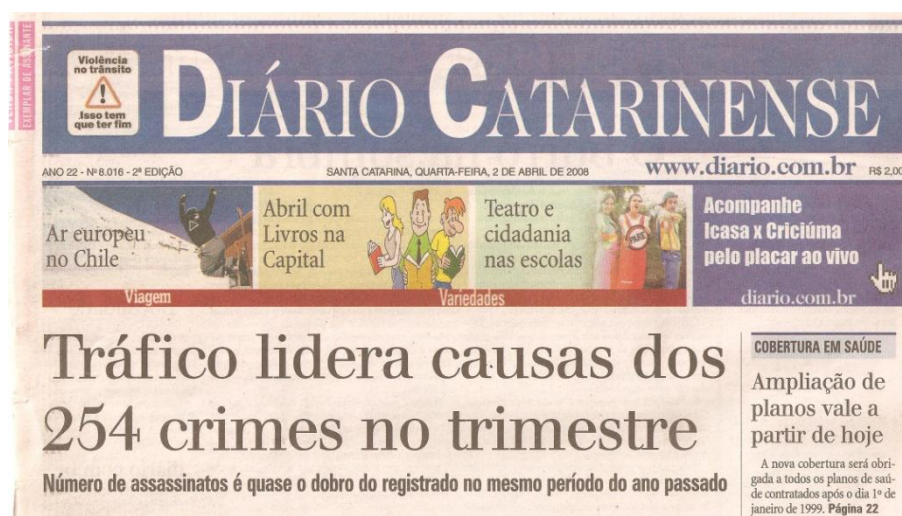 EXEMPLAR DE ASSINANTE
Violência
no trânsito
Isso tem
que ter fim
DIÁRIO CATARINENSE
ANO 22 - Nº 8.016 - 2ª EDIÇÃO
SANTA CATARINA, QUARTA-FEIRA, 2 DE ABRIL DE 2008
www.diario.com.br
R$ 2,00
Ar europeu
no Chile
Viagem
Abril com
Livros na
Capital
Teatro e
cidadania
nas escolas
PARE
Variedades
Acompanhe
Icasa x Criciúma
pelo placar ao vivo
diario.com.br
Tráfico lidera causas dos
254 crimes no trimestre
Número de assassinatos é quase o dobro do registrado no mesmo período do ano passado
COBERTURA EM SAÚDE
Ampliação de
planos vale a
partir de hoje
A nova cobertura será obri-
gada a todos os planos de saú-
de contratados após o dia 1º de
janeiro de 1999. Página 22